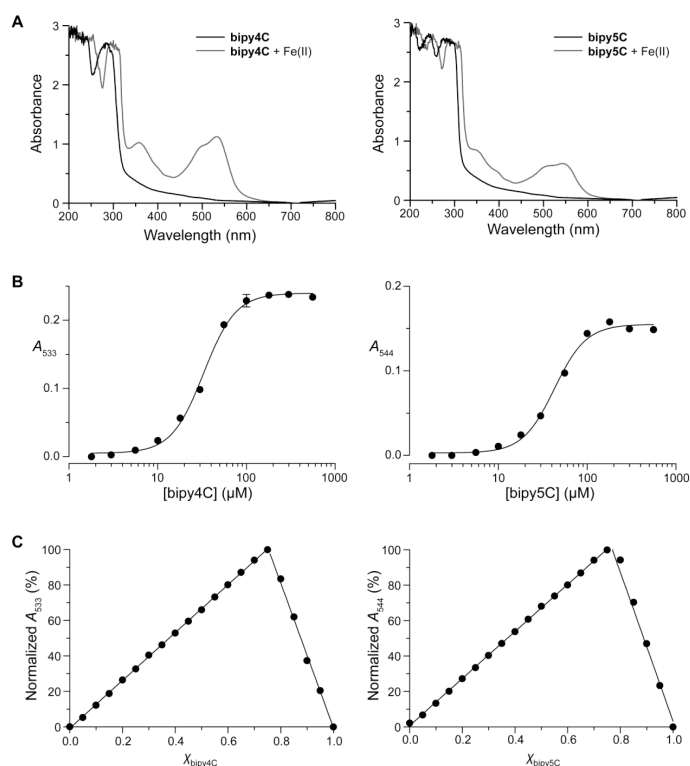 A
bipy4C
bipy4C + Fe(II)
Absorbance
3
2
1
0
200 300 400 500 600 700 800
Wavelength (nm)
bipy5C
bipy5C + Fe(II)
Absorbance
3
2
1
0
200 300 400 500 600 700 800
Wavelength (nm)
B
A533
0.2
0.1
0.0
1 10 100 1000
[bipy4C] (µM)
A544
0.2
0.1
0.0
1 10 100 1000
[bipy5C] (µM)
C
Normalized A533 (%)
100
80
60
40
20
0
0.0 0.2 0.4 0.6 0.8 1.0
χbipy4C
Normalized A544 (%)
100
80
60
40
20
0
0.0 0.2 0.4 0.6 0.8 1.0
χbipy5C